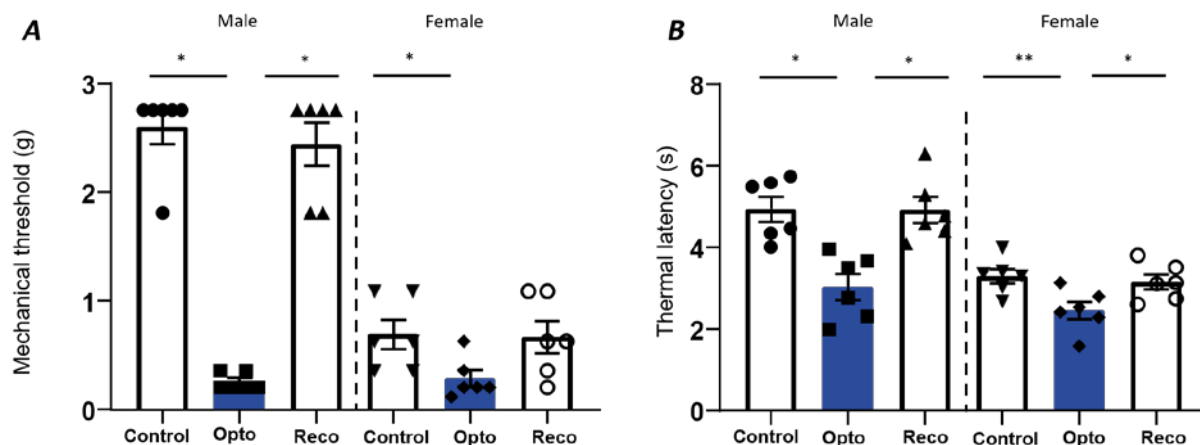 A
Male
Female
* * *
Mechanical threshold (g)
3
2
1
0
Control Opto Reco Control Opto Reco
B
Male
Female
* * ** *
Thermal latency (s)
8
6
4
2
0
Control Opto Reco Control Opto Reco